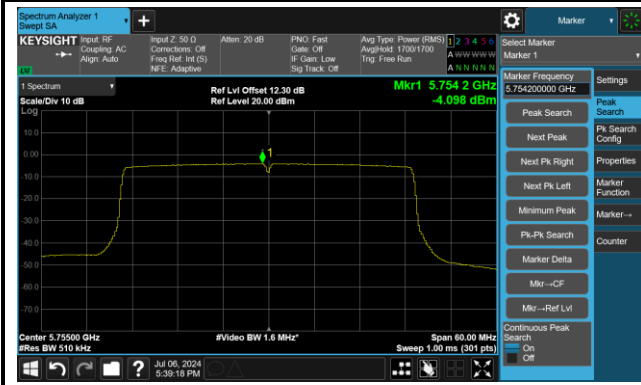 Spectrum Analyzer 1
Swept SA
+
KEYSIGHT
Input: RF
Coupling: AC
Align: Auto
Input Z: 50 Ω
Corrections: Off
Freq Ref: Int (S)
NFE: Adaptive
Atten: 20 dB
PNO: Fast
Gate: Off
IF Gain: Low
Sig Track: Off
Avg Type: Power (RMS)
Avg|Hold: 1700/1700
Trig: Free Run
1 2 3 4 5 6
A W W W W W
A N N N N N
1 Spectrum
Scale/Div 10 dB
Log
Ref Lvl Offset 12.30 dB
Ref Level 20.00 dBm
Mkr1 5.754 2 GHz
-4.098 dBm
10.0
0.00
-10.0
-20.0
-30.0
-40.0
-50.0
-60.0
-70.0
1
Center 5.75500 GHz
#Res BW 510 kHz
#Video BW 1.6 MHz*
Span 60.00 MHz
Sweep 1.00 ms (301 pts)
?
Jul 06, 2024
5:39:18 PM
Marker
Select Marker
Marker 1
Marker Frequency
5.754200000 GHz
Peak Search
Next Peak
Next Pk Right
Next Pk Left
Minimum Peak
Pk-Pk Search
Marker Delta
Mkr→CF
Mkr→Ref Lvl
Continuous Peak
Search
On
Off
Settings
Peak
Search
Pk Search
Config
Properties
Marker
Function
Marker→
Counter